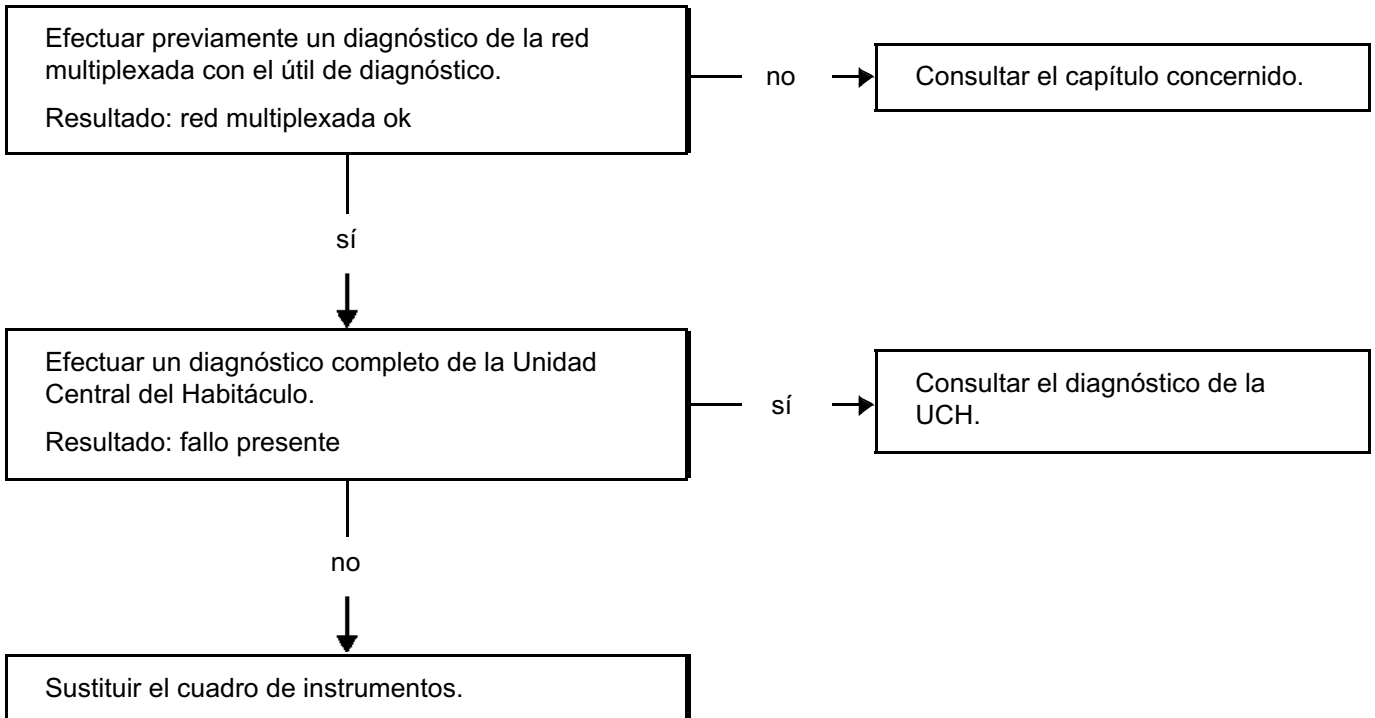 Efectuar previamente un diagnóstico de la red
multiplexada con el útil de diagnóstico.
Resultado: red multiplexada ok
no
Consultar el capítulo concernido.
sí
Efectuar un diagnóstico completo de la Unidad
Central del Habitáculo.
Resultado: fallo presente
sí
Consultar el diagnóstico de la
UCH.
no
Sustituir el cuadro de instrumentos.